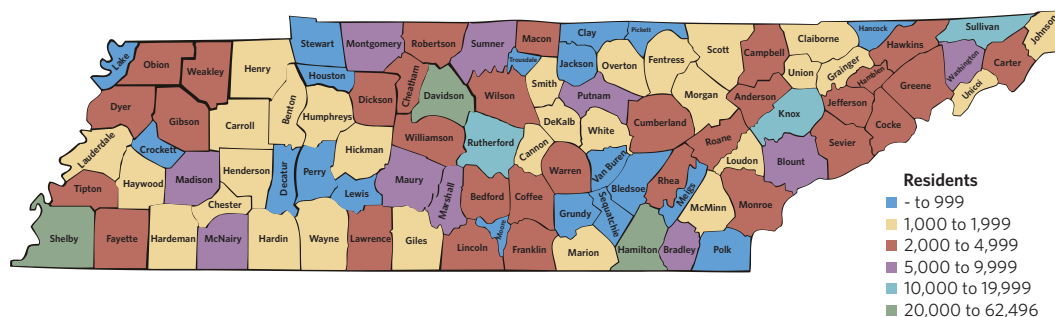 Stewart
Montgomery
Robertson
Sumner
Macon
Clay
Pickett
Scott
Campbell
Claiborne
Hancock
Hawkins
Sullivan
Johnson
Lake
Obion
Weakley
Henry
Houston
Cheatham
Davidson
Trousdale
Jackson
Overton
Fentress
Union
Grainger
Hamblen
Greene
Washington
Carter
Unicoi
Dyer
Gibson
Carroll
Benton
Humphreys
Dickson
Wilson
Smith
Putnam
Morgan
Anderson
Knox
Jefferson
Cocke
Lauderdale
Crockett
Henderson
Decatur
Perry
Hickman
Williamson
Rutherford
DeKalb
White
Cannon
Cumberland
Roane
Loudon
Blount
Sevier
Tipton
Haywood
Madison
Chester
Lewis
Maury
Marshall
Bedford
Coffee
Warren
Van Buren
Bledsoe
Rhea
Meigs
McMinn
Monroe
Shelby
Fayette
Hardeman
McNairy
Hardin
Wayne
Lawrence
Giles
Lincoln
Moore
Franklin
Grundy
Sequatchie
Marion
Hamilton
Bradley
Polk
Residents
- to 999
1,000 to 1,999
2,000 to 4,999
5,000 to 9,999
10,000 to 19,999
20,000 to 62,496